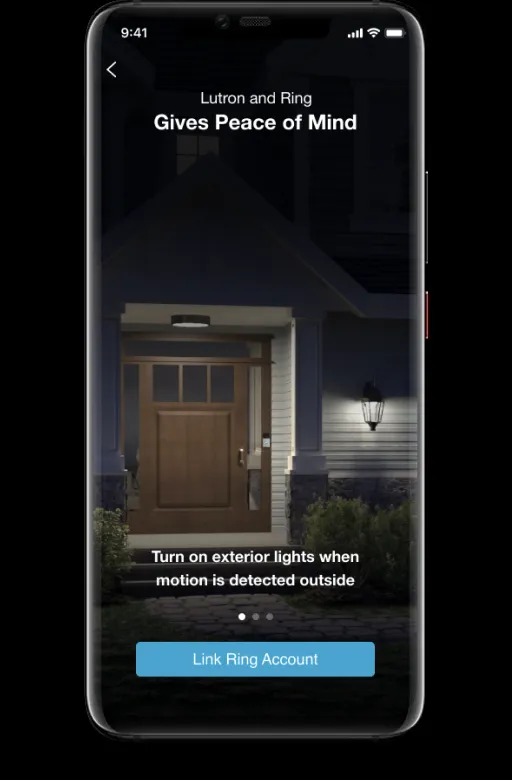 9:41
Lutron and Ring
Gives Peace of Mind
Turn on exterior lights when
motion is detected outside
Link Ring Account